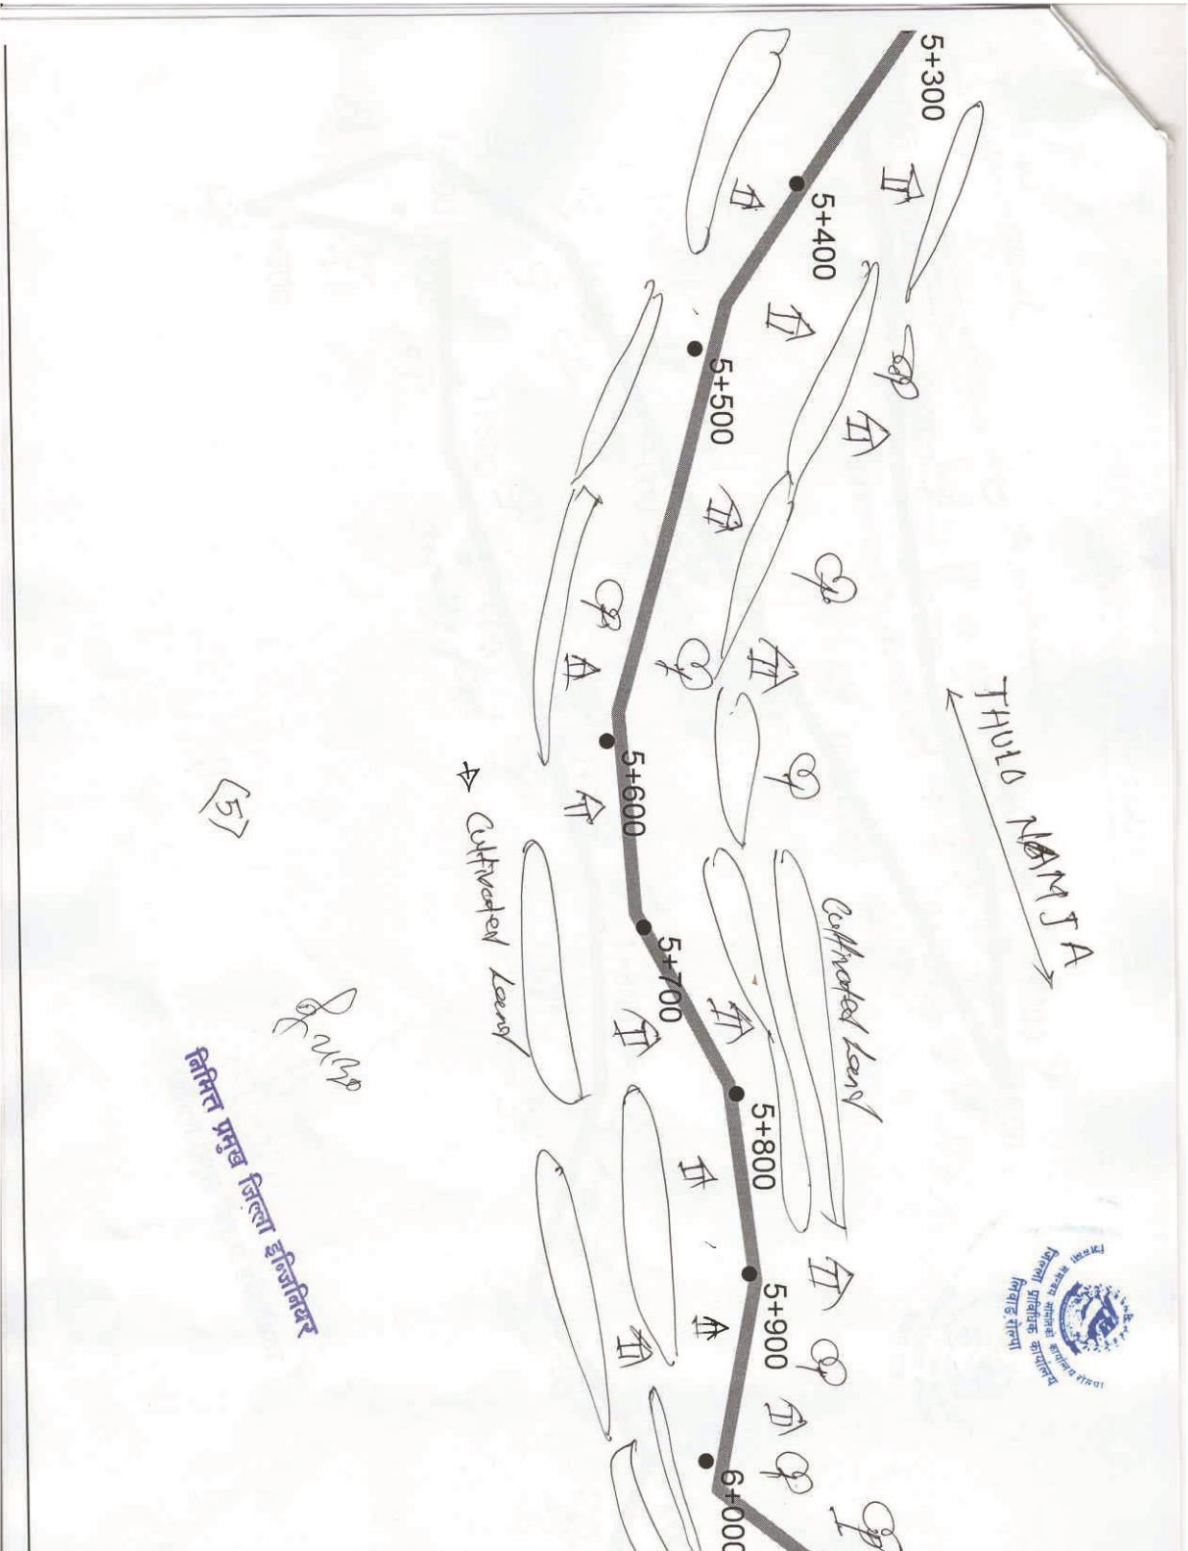 5+300
5+400
5+500
5+600
5+700
5+800
5+900
6+000
THULO NAMJA
Cultivated Land
Cultivated Land
[5]
निमित्त प्रमुख जिल्ला इन्जिनियर
जिल्ला प्राविधिक कार्यालय